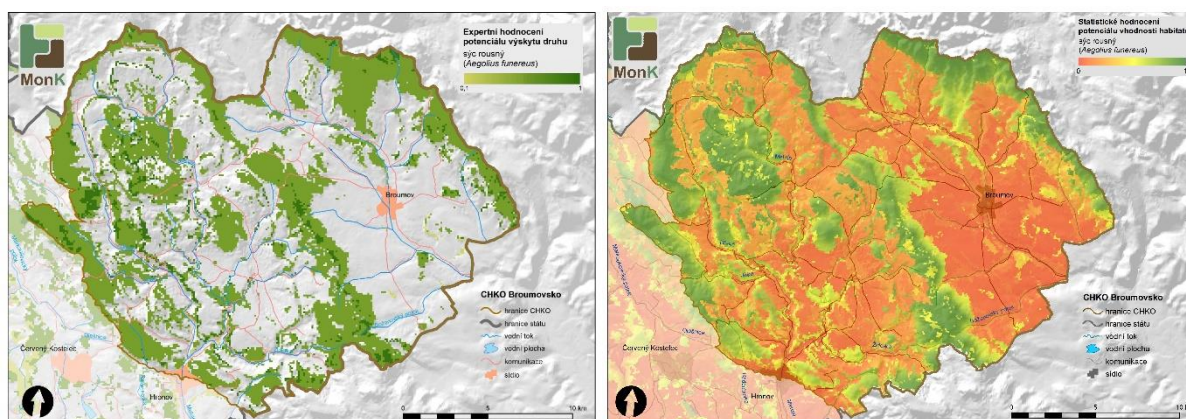 MonK
Expertní hodnocení
potenciálu výskytu druhu
sýc rousný
(Aegolius funereus)
0,1 1
Broumov
Červený Kostelec
Hronov
CHKO Broumovsko
hranice CHKO
hranice státu
vodní tok
vodní plocha
komunikace
sídlo
0 5 10 km
MonK
Statistické hodnocení
potenciálu vhodnosti habitatu
sýc rousný
(Aegolius funereus)
0 1
Metuje
Broumov
Červený Kostelec
Hronov
CHKO Broumovsko
hranice CHKO
hranice státu
vodní tok
vodní plocha
komunikace
sídlo
0 5 10